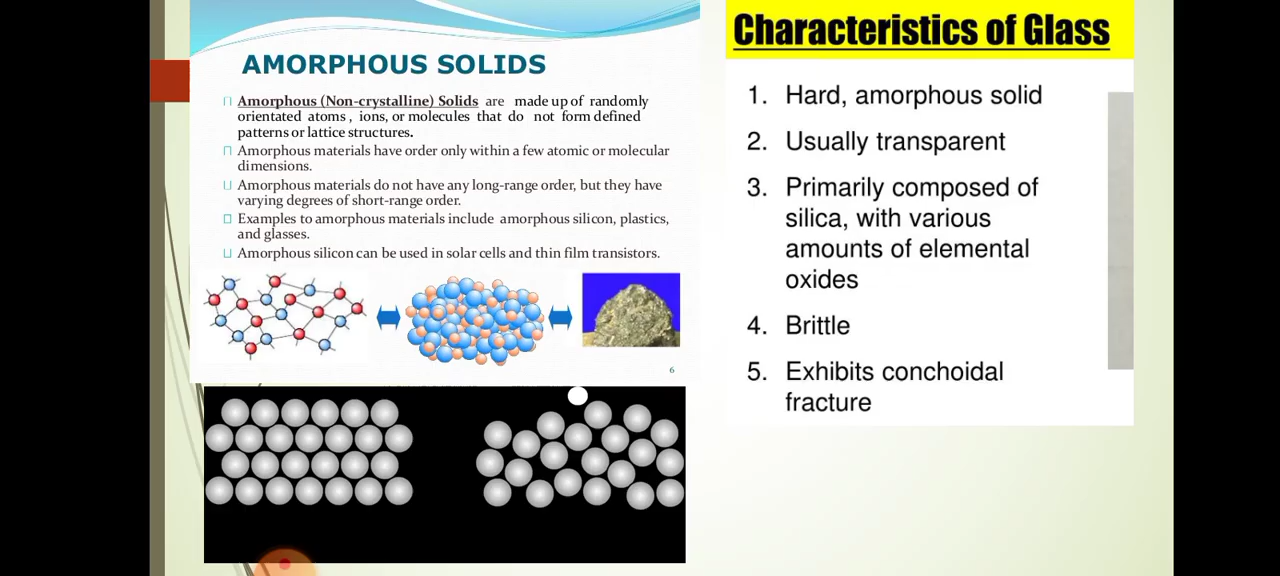 AMORPHOUS SOLIDS
Amorphous (Non-crystalline) Solids are made up of randomly
orientated atoms , ions, or molecules that do not form defined
patterns or lattice structures.
Amorphous materials have order only within a few atomic or molecular
dimensions.
Amorphous materials do not have any long-range order, but they have
varying degrees of short-range order.
Examples to amorphous materials include amorphous silicon, plastics,
and glasses.
Amorphous silicon can be used in solar cells and thin film transistors.
6
Characteristics of Glass
1. Hard, amorphous solid
2. Usually transparent
3. Primarily composed of
silica, with various
amounts of elemental
oxides
4. Brittle
5. Exhibits conchoidal
fracture